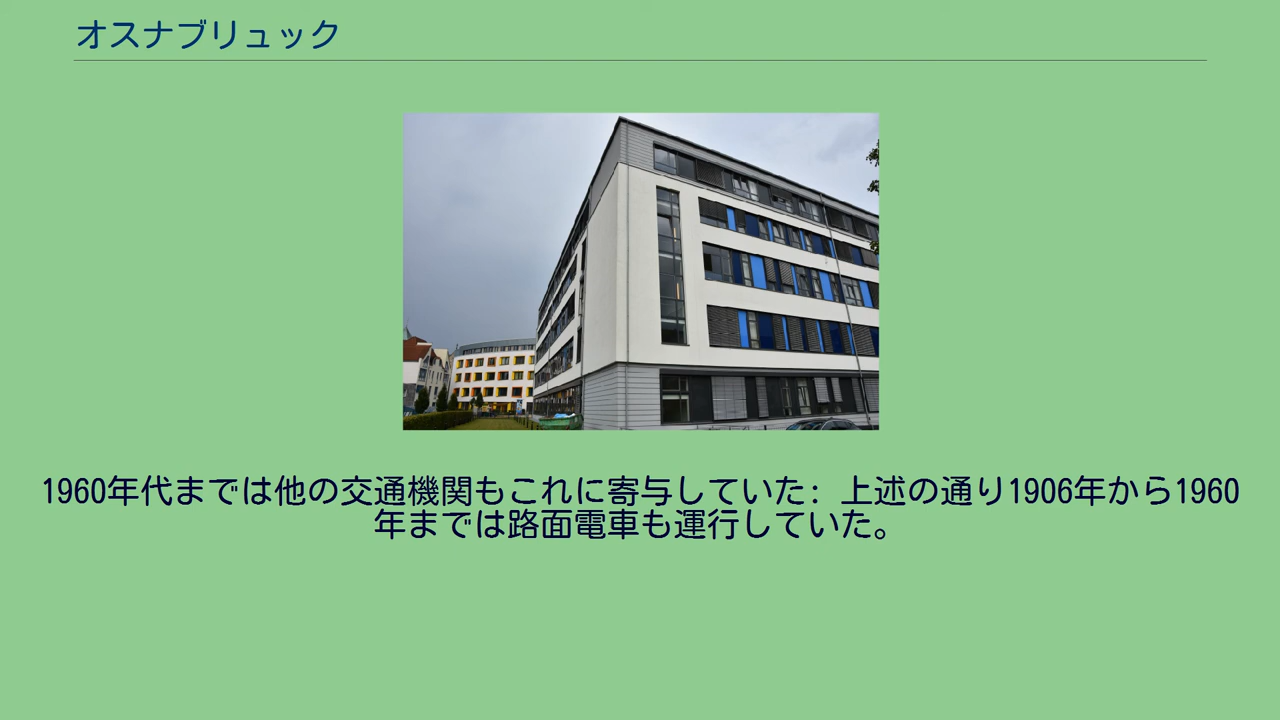 オスナブリュック
1960年代までは他の交通機関もこれに寄与していた: 上述の通り1906年から1960
年までは路面電車も運行していた。